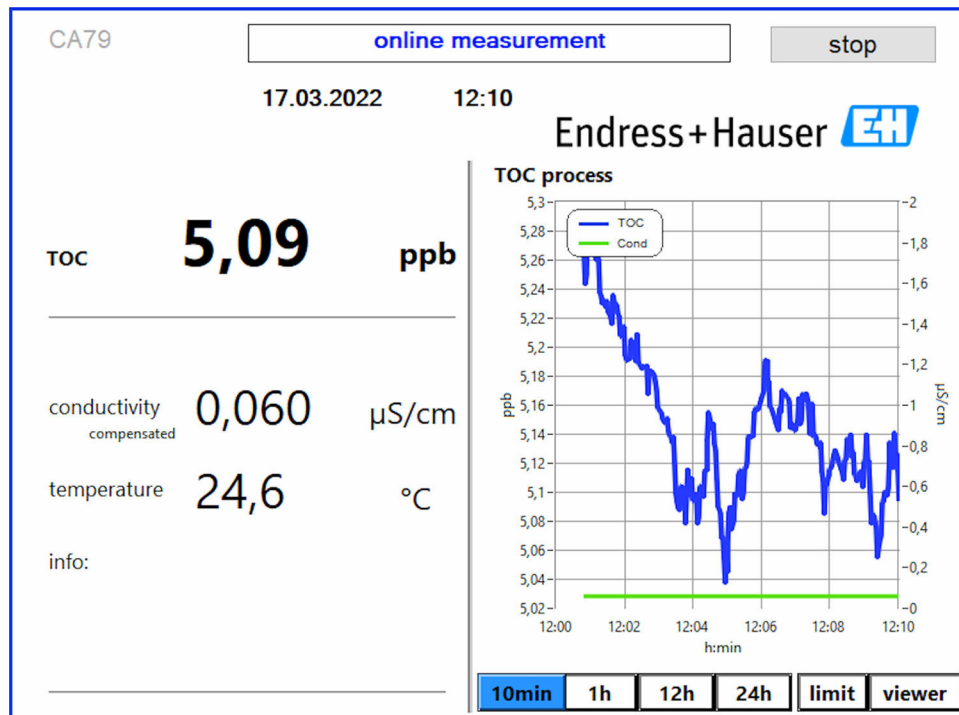 CA79
online measurement
stop
17.03.2022 12:10
Endress+Hauser EH
TOC 5,09 ppb
conductivity 0,060 µS/cm
compensated
temperature 24,6 °C
info:
TOC process
TOC
Cond
5,3
5,28
5,26
5,24
5,22
5,2
5,18
5,16
5,14
5,12
5,1
5,08
5,06
5,04
5,02
ppb
2
1,8
1,6
1,4
1,2
1
0,8
0,6
0,4
0,2
0
µS/cm
12:00 12:02 12:04 12:06 12:08 12:10
h:min
10min 1h 12h 24h limit viewer